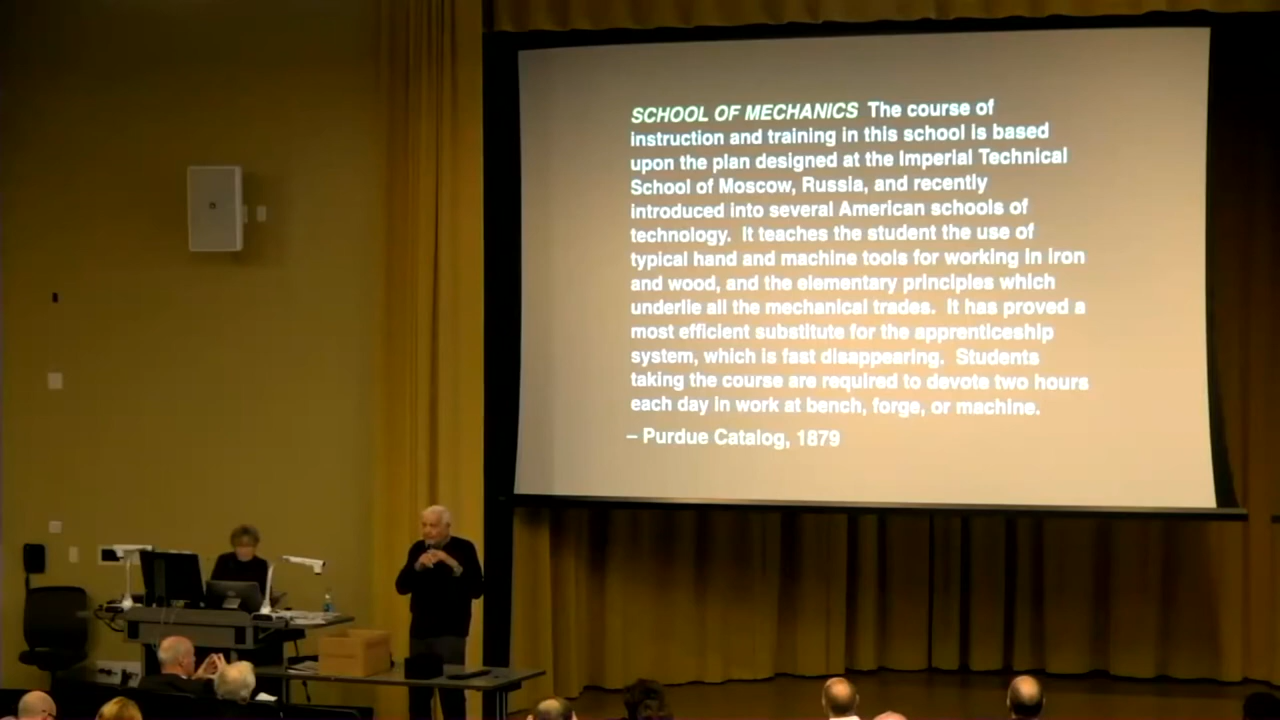 SCHOOL OF MECHANICS The course of
instruction and training in this school is based
upon the plan designed at the Imperial Technical
School of Moscow, Russia, and recently
introduced into several American schools of
technology. It teaches the student the use of
typical hand and machine tools for working in iron
and wood, and the elementary principles which
underlie all the mechanical trades. It has proved a
most efficient substitute for the apprenticeship
system, which is fast disappearing. Students
taking the course are required to devote two hours
each day in work at bench, forge, or machine.
– Purdue Catalog, 1879